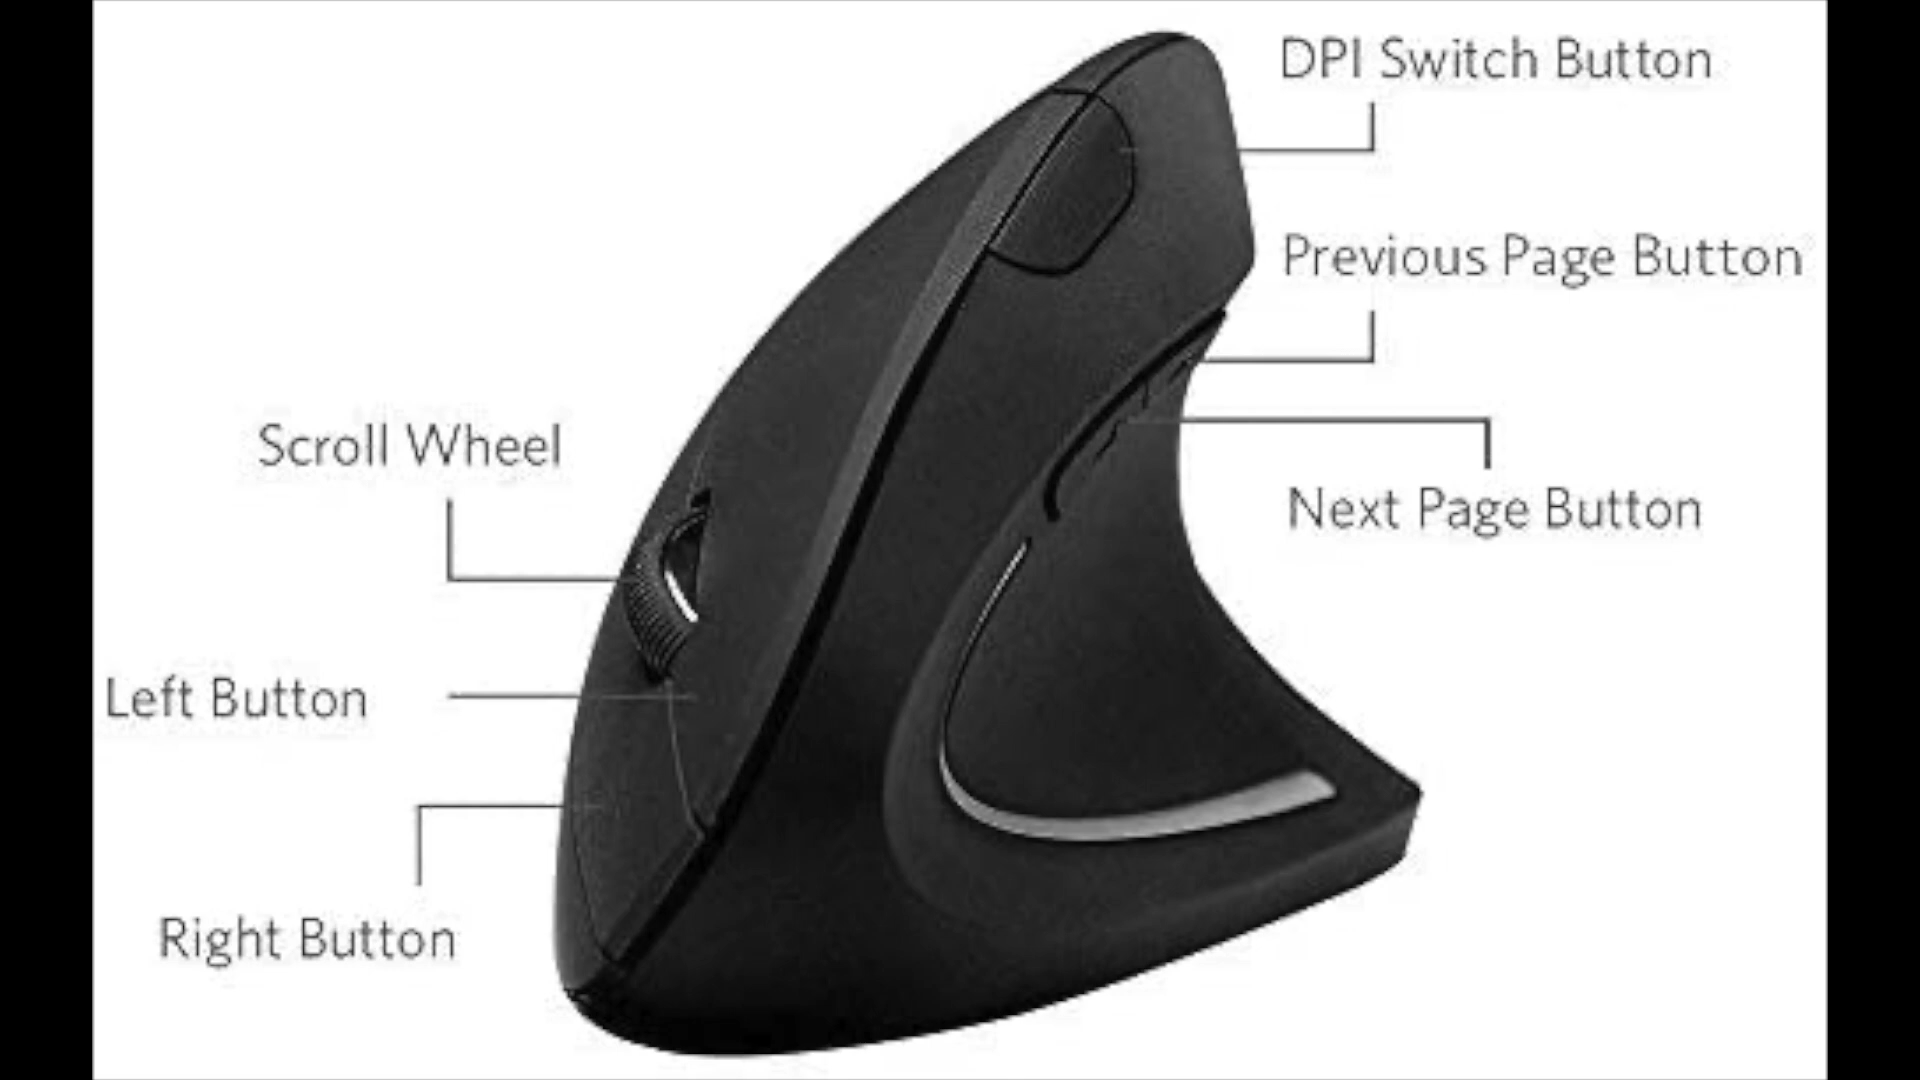 DPI Switch Button
Previous Page Button
Scroll Wheel
Next Page Button
Left Button
Right Button